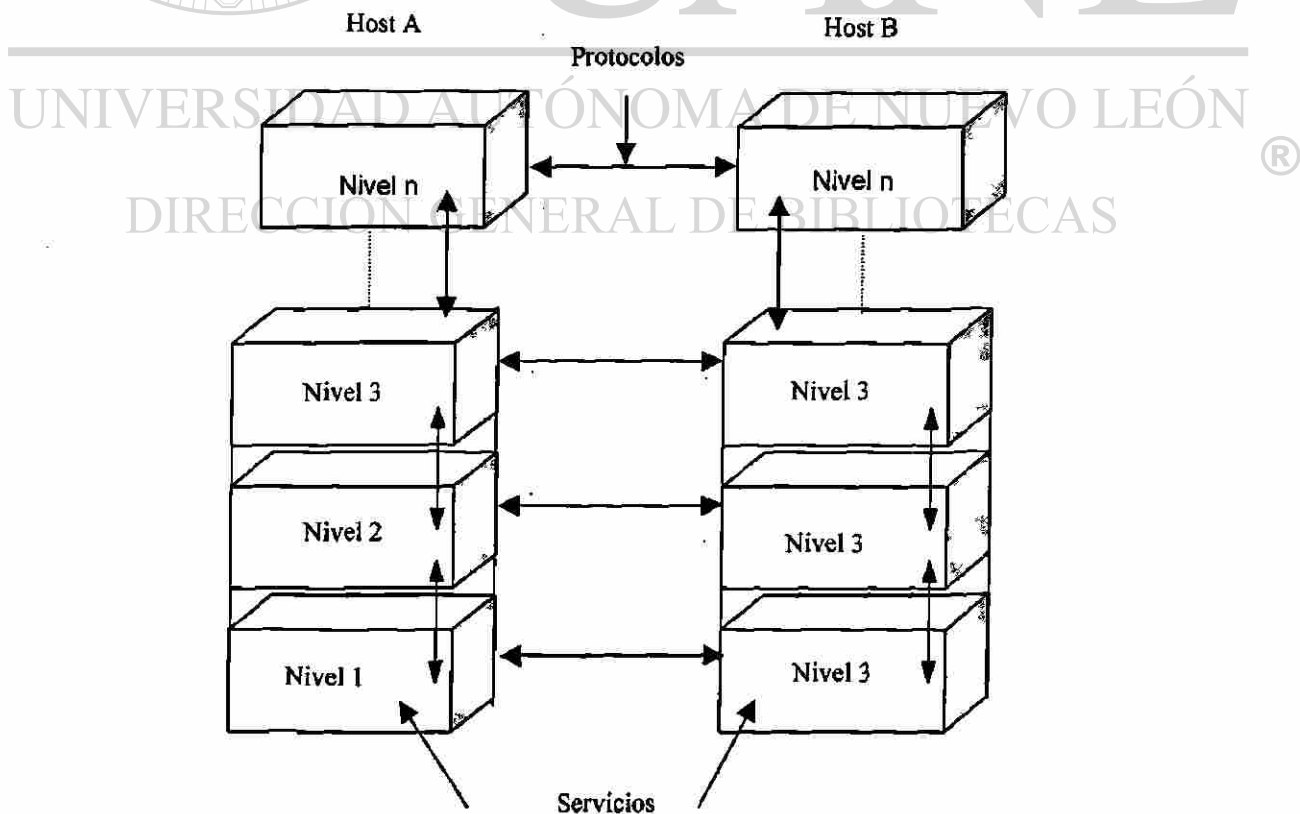 Host A
Host B
Protocolos
UNIVERSIDAD AUTÓNOMA DE NUEVO LEÓN
®
Nivel n
Nivel n
DIRECCIÓN GENERAL DE BIBLIOTECAS
Nivel 3
Nivel 3
Nivel 2
Nivel 3
Nivel 1
Nivel 3
Servicios